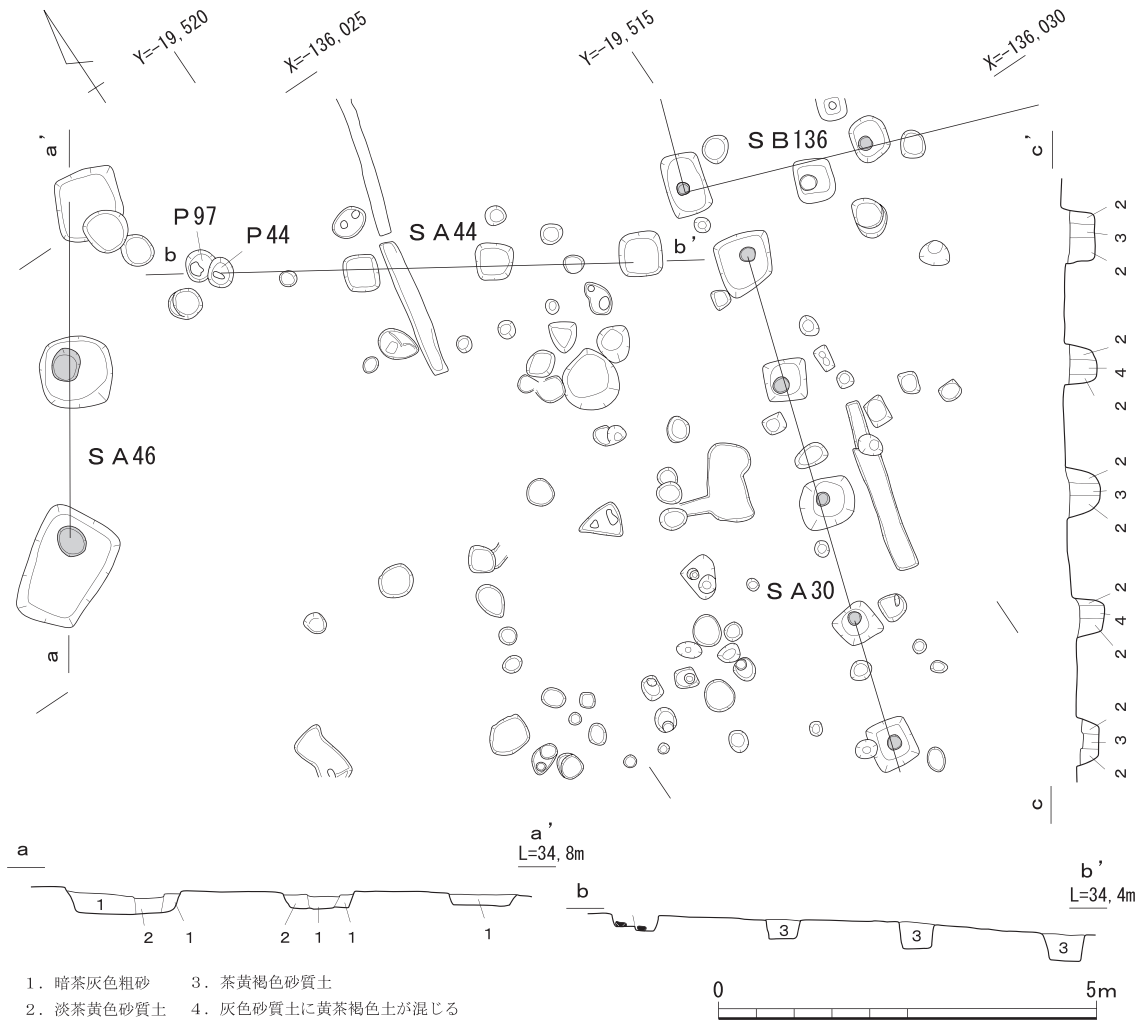 Y=-19,520
X=-136,025
Y=-19,515
X=-136,030
a'
c'
SB136
P97
P44
SA44
b
b'
2
3
2
2
4
2
SA46
2
3
2
SA30
2
4
2
a
2
3
2
c
a
a'
L=34,8m
b
b'
L=34,4m
1
2
1
2
1
1
1
3
3
3
1. 暗茶灰色粗砂
3. 茶黄褐色砂質土
2. 淡茶黄色砂質土
4. 灰色砂質土に黄茶褐色土が混じる
0
5m